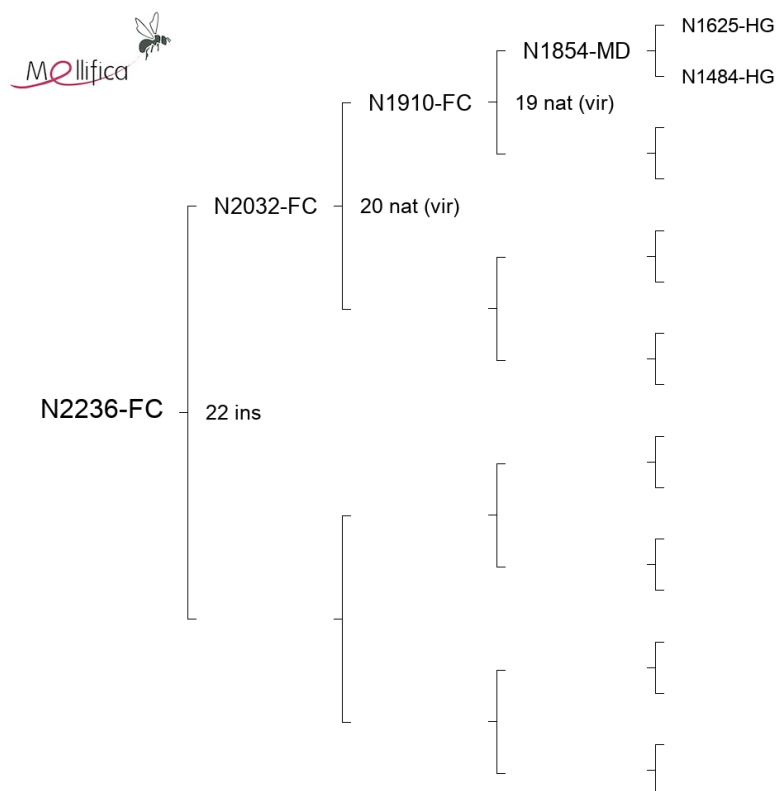 Mellifica
N1625-HG
N1854-MD
N1484-HG
N1910-FC
19 nat (vir)
N2032-FC
20 nat (vir)
N2236-FC
22 ins